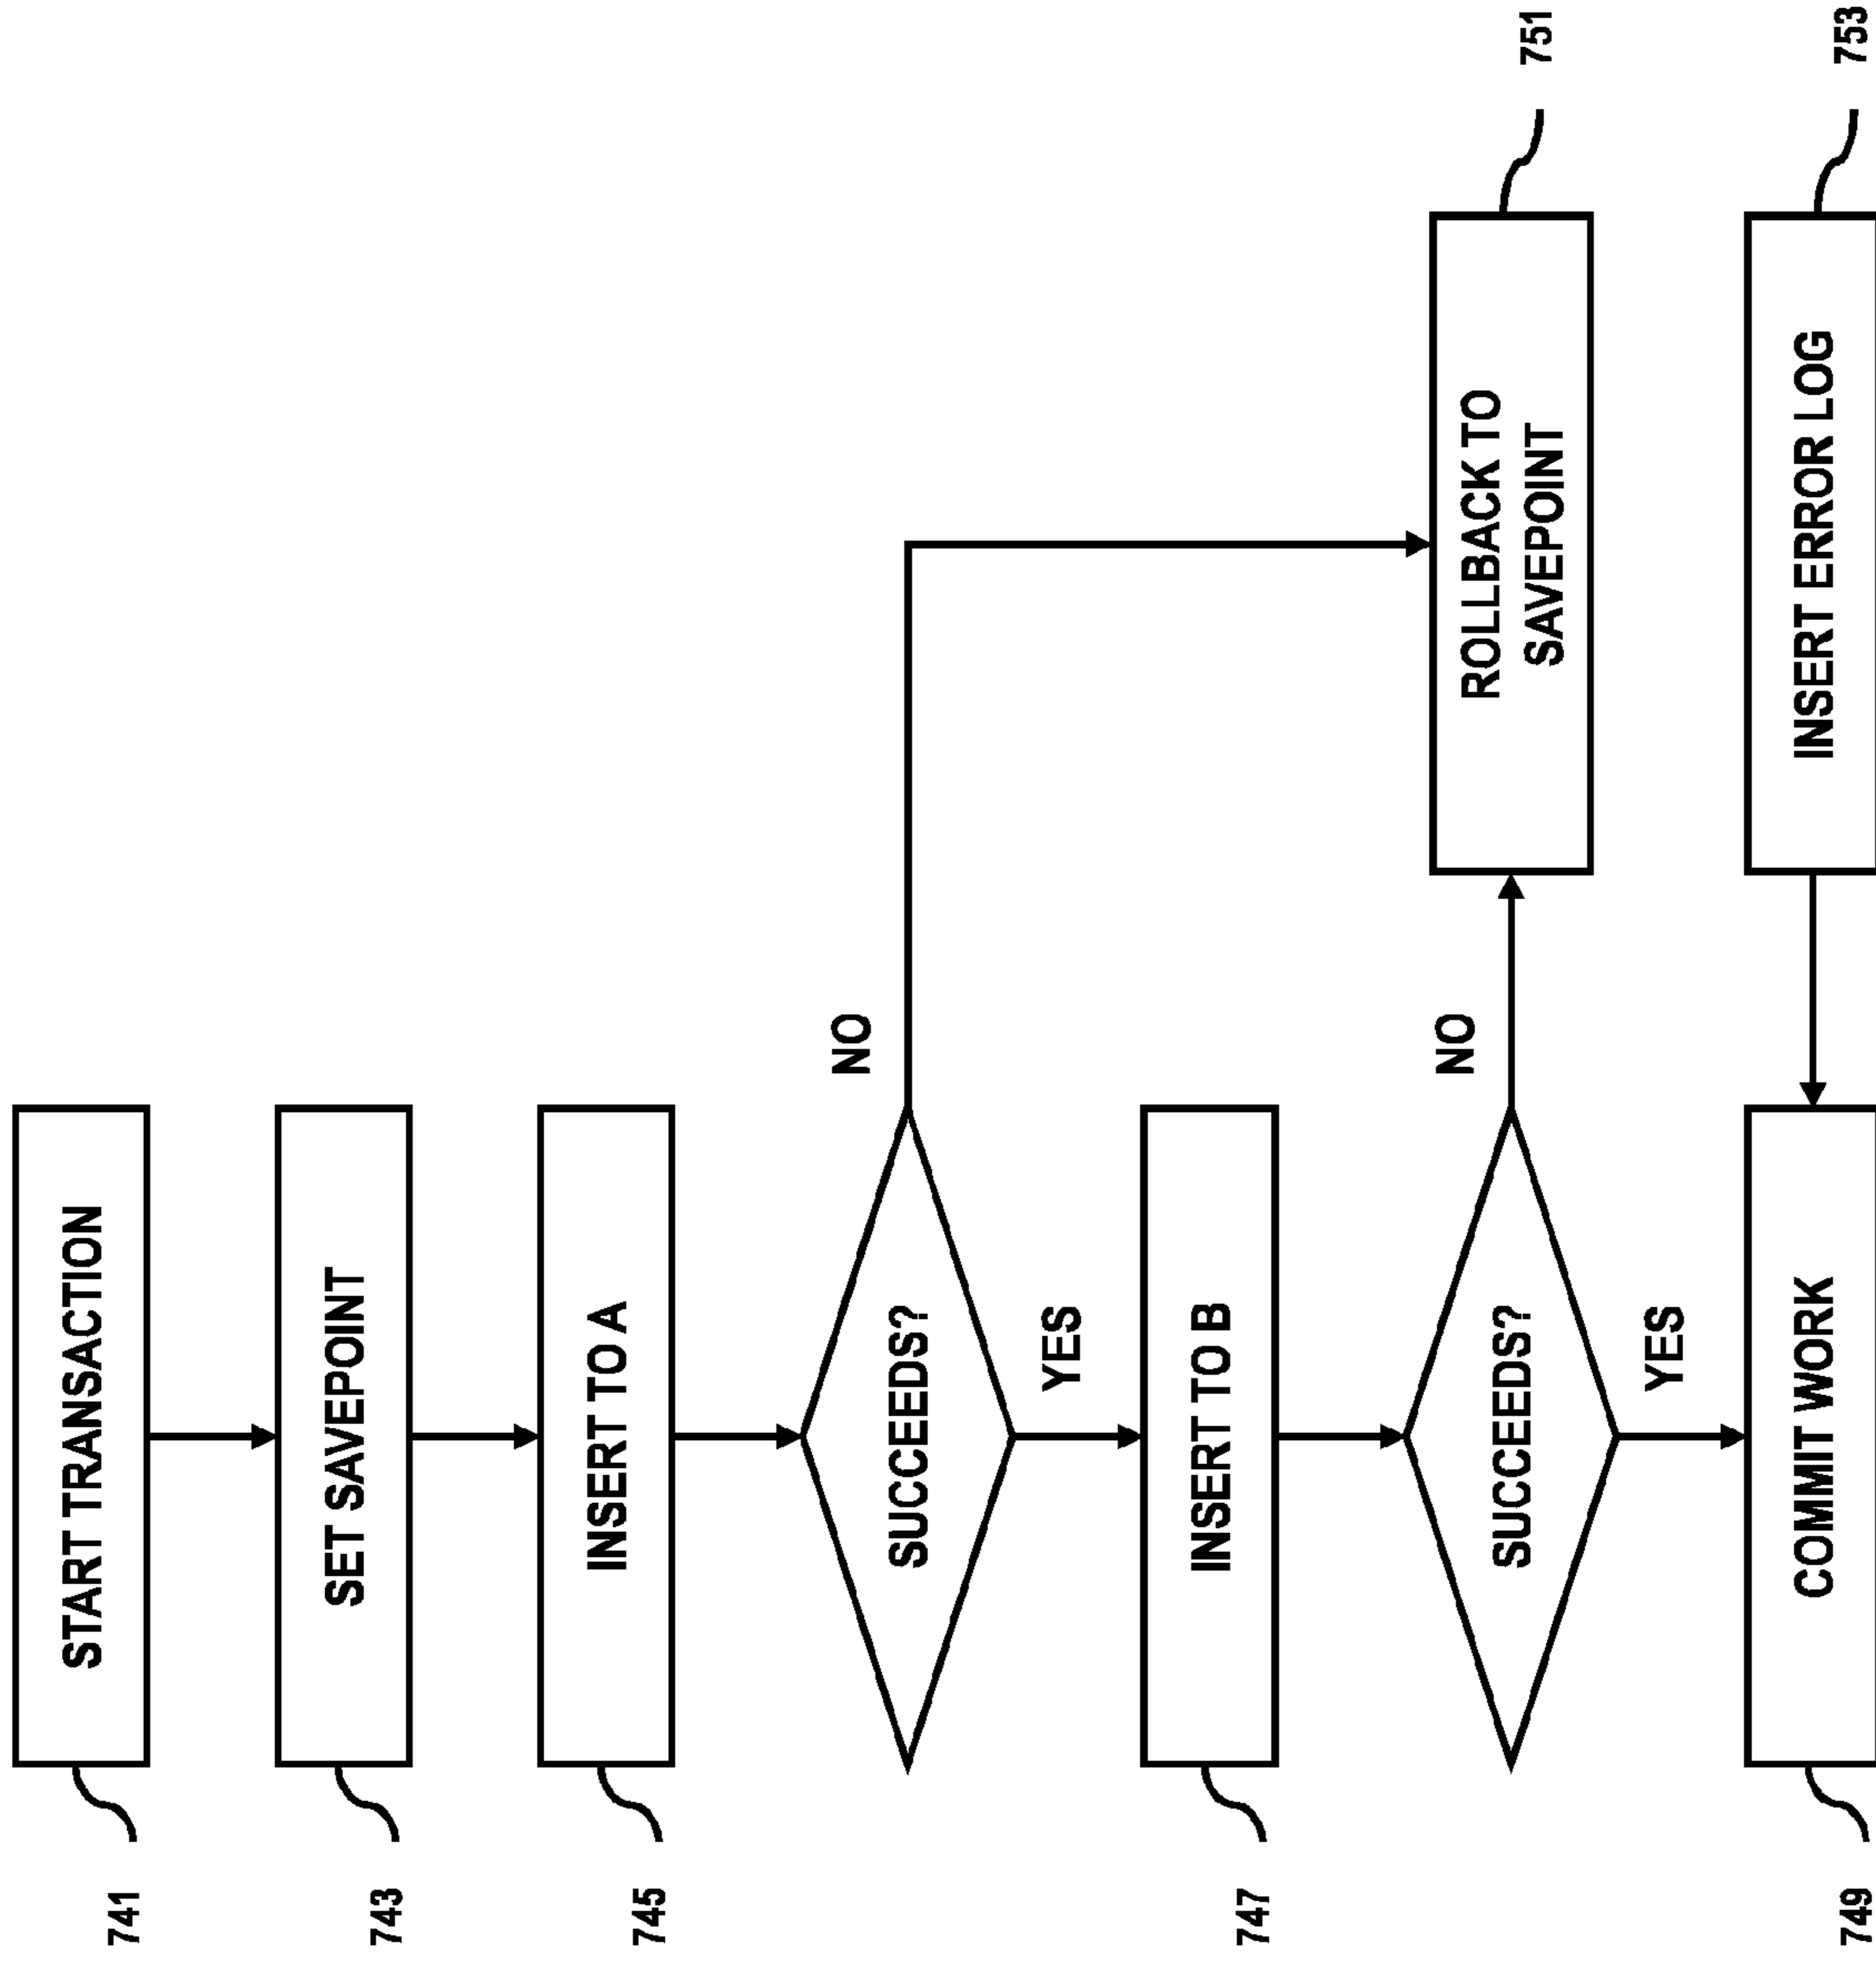 741
START TRANSACTION
743
SET SAVEPOINT
745
INSERT TO A
SUCCEEDS?
NO
YES
747
INSERT TO B
SUCCEEDS?
NO
ROLLBACK TO
SAVEPOINT
751
YES
749
COMMIT WORK
INSERT ERROR LOG
753